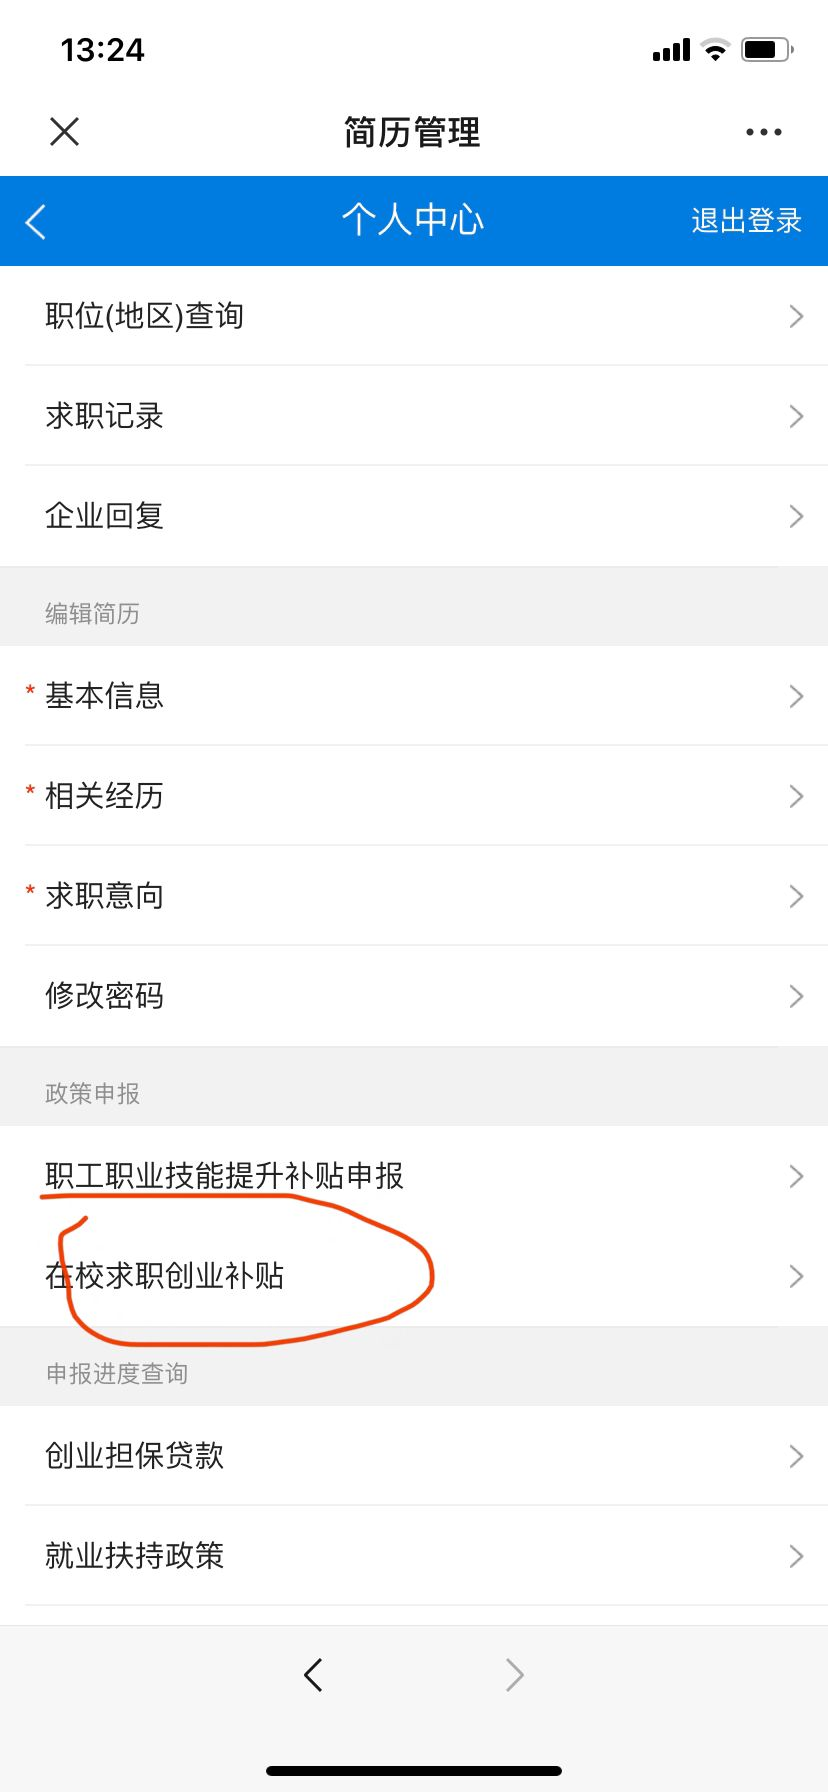 13:24
简历管理
个人中心
退出登录
职位(地区)查询
求职记录
企业回复
编辑简历
* 基本信息
* 相关经历
* 求职意向
修改密码
政策申报
职工职业技能提升补贴申报
在校求职创业补贴
申报进度查询
创业担保贷款
就业扶持政策